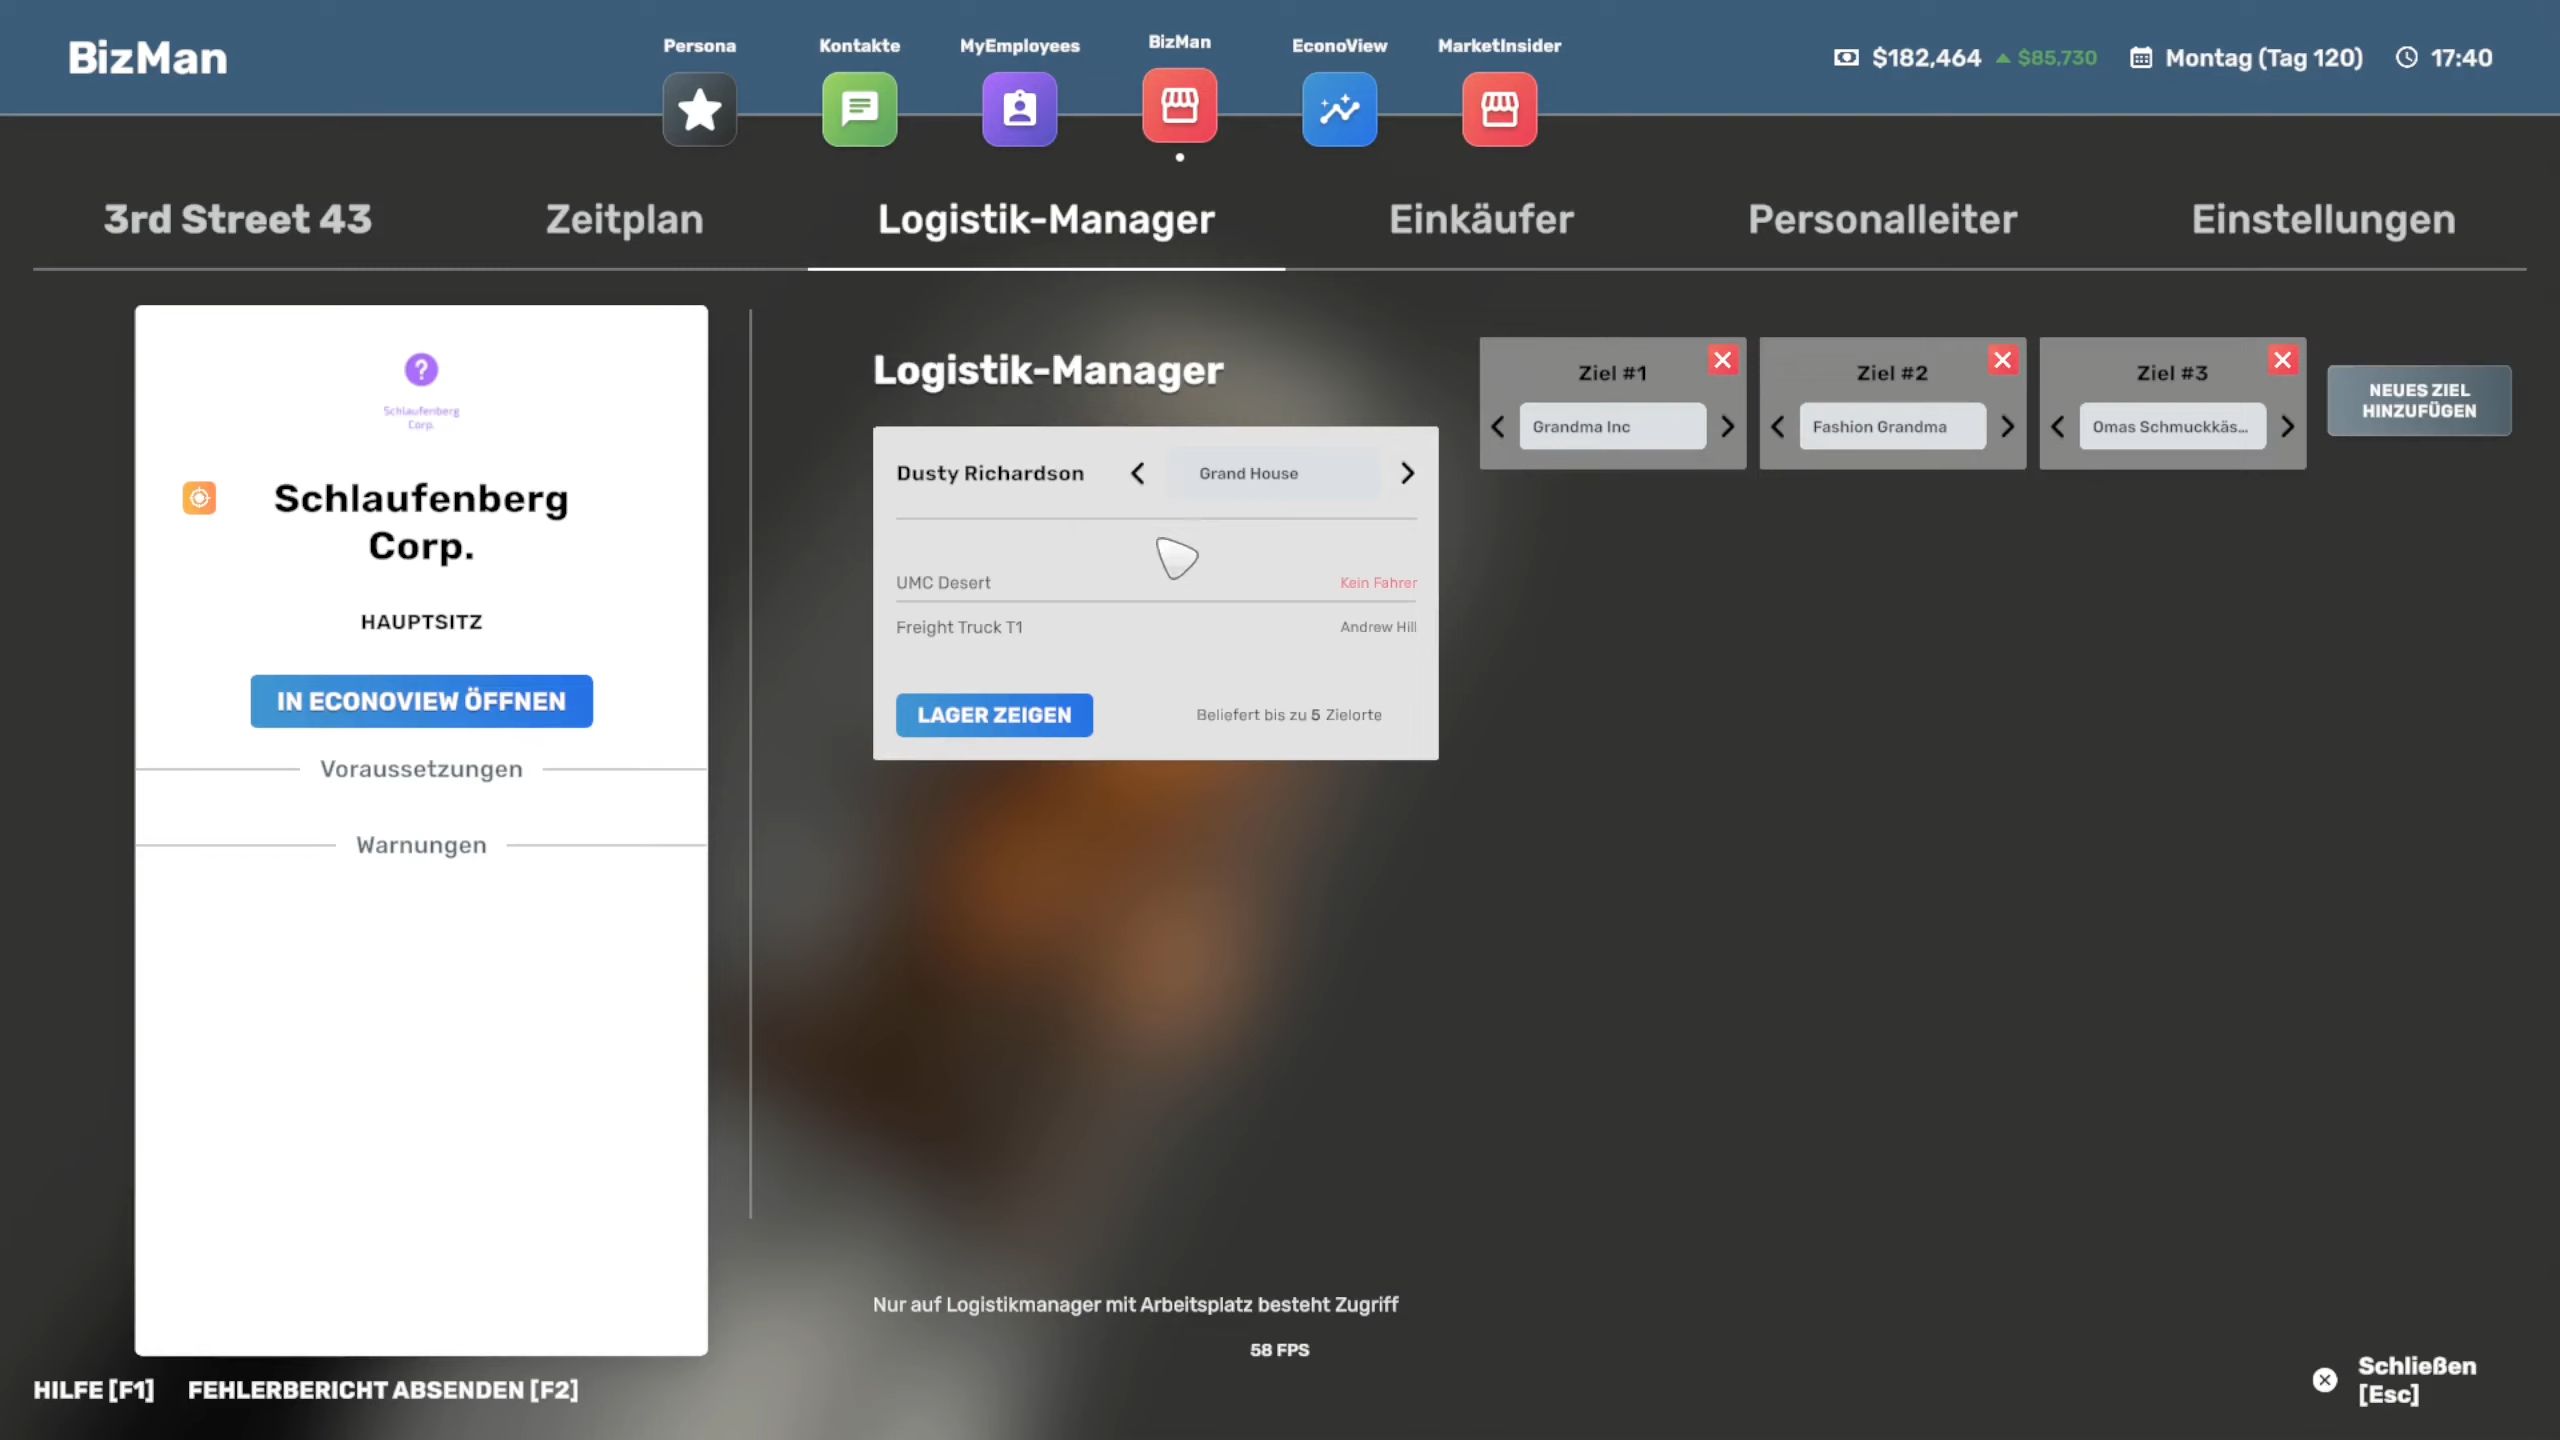 BizMan
Persona
Kontakte
MyEmployees
BizMan
EconoView
MarketInsider
$182,464 $85,730 Montag (Tag 120) 17:40
3rd Street 43
Zeitplan
Logistik-Manager
Einkäufer
Personalleiter
Einstellungen
?
Schlaufenberg
Corp.
Schlaufenberg
Corp.
HAUPTSITZ
IN ECONOVIEW ÖFFNEN
Voraussetzungen
Warnungen
Logistik-Manager
Dusty Richardson Grand House
UMC Desert Kein Fahrer
Freight Truck T1 Andrew Hill
LAGER ZEIGEN Beliefert bis zu 5 Zielorte
Ziel #1
Grandma Inc
Ziel #2
Fashion Grandma
Ziel #3
Omas Schmuckkäs...
NEUES ZIEL
HINZUFÜGEN
Nur auf Logistikmanager mit Arbeitsplatz besteht Zugriff
58 FPS
HILFE [F1] FEHLERBERICHT ABSENDEN [F2]
Schließen
[Esc]